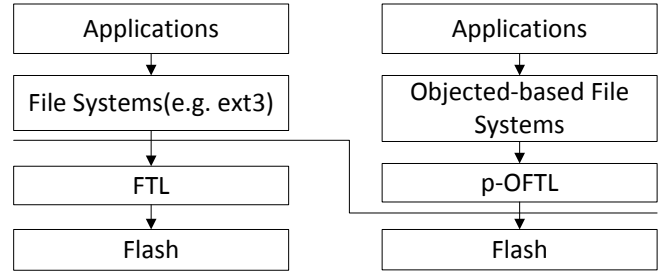 Applications
File Systems(e.g. ext3)
FTL
Flash
Applications
Objected-based File
Systems
p-OFTL
Flash